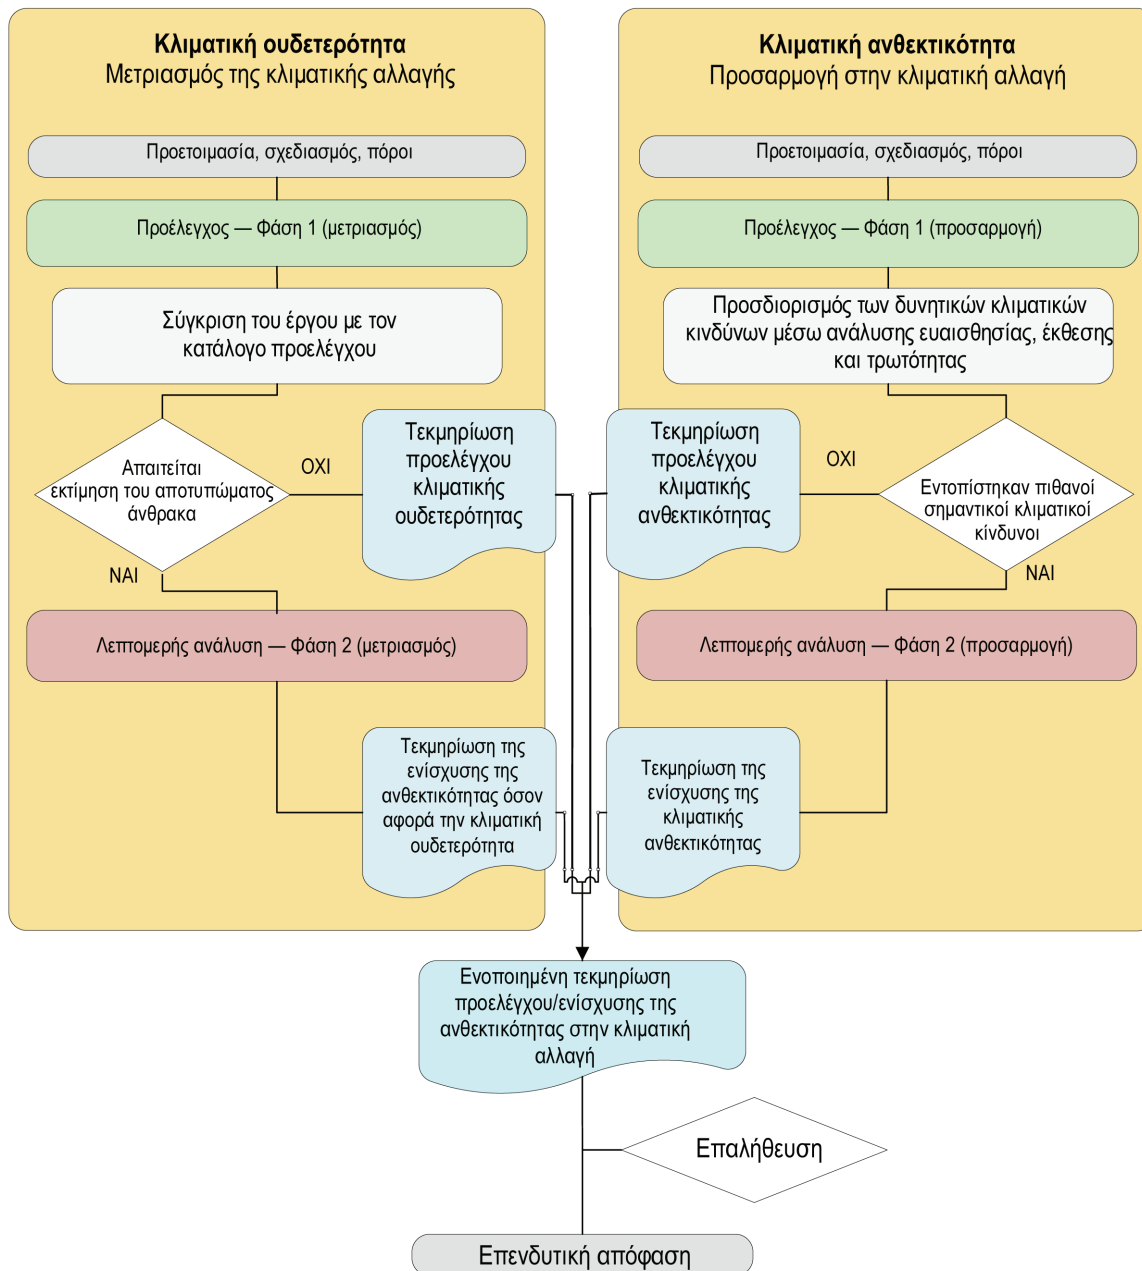 Κλιματική ουδετερότητα
Μετριασμός της κλιματικής αλλαγής
Προετοιμασία, σχεδιασμός, πόροι
Προέλεγχος — Φάση 1 (μετριασμός)
Σύγκριση του έργου με τον
κατάλογο προελέγχου
Απαιτείται
εκτίμηση του αποτυπώματος
άνθρακα
ΟΧΙ
ΝΑΙ
Τεκμηρίωση
προελέγχου
κλιματικής
ουδετερότητας
Λεπτομερής ανάλυση — Φάση 2 (μετριασμός)
Τεκμηρίωση της
ενίσχυσης της
ανθεκτικότητας όσον
αφορά την κλιματική
ουδετερότητα
Κλιματική ανθεκτικότητα
Προσαρμογή στην κλιματική αλλαγή
Προετοιμασία, σχεδιασμός, πόροι
Προέλεγχος — Φάση 1 (προσαρμογή)
Προσδιορισμός των δυνητικών κλιματικών
κινδύνων μέσω ανάλυσης ευαισθησίας, έκθεσης
και τρωτότητας
Τεκμηρίωση
προελέγχου
κλιματικής
ανθεκτικότητας
ΟΧΙ
Εντοπίστηκαν πιθανοί
σημαντικοί κλιματικοί
κίνδυνοι
ΝΑΙ
Λεπτομερής ανάλυση — Φάση 2 (προσαρμογή)
Τεκμηρίωση της
ενίσχυσης της
κλιματικής
ανθεκτικότητας
Ενοποιημένη τεκμηρίωση
προελέγχου/ενίσχυσης της
ανθεκτικότητας στην κλιματική
αλλαγή
Επαλήθευση
Επενδυτική απόφαση